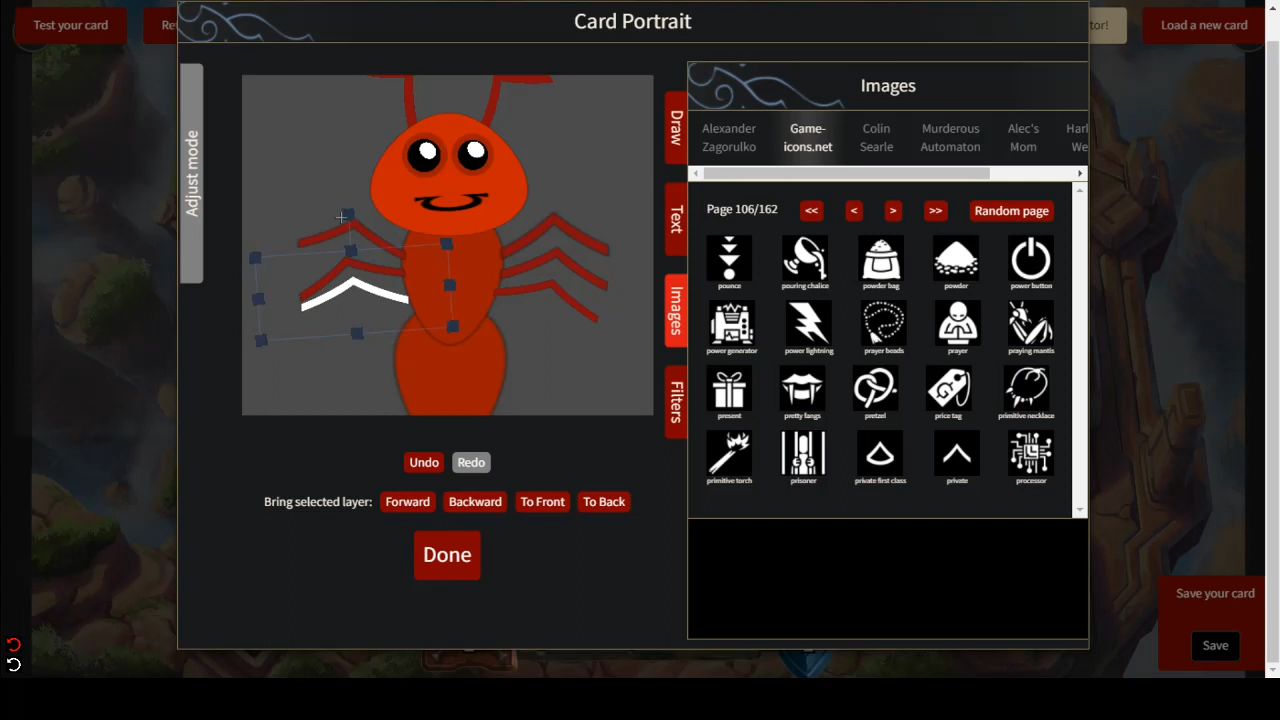 Test your card
Re
Card Portrait
tor!
Load a new card
Adjust mode
Draw
Text
Images
Filters
Images
Alexander Zagorulko
Game-icons.net
Colin Searle
Murderous Automaton
Alec's Mom
Harl We
Page 106/162
<<
<
>
>>
Random page
pounce
pouring chalice
powder bag
powder
power button
power generator
power lightning
prayer beads
prayer
praying mantis
present
pretty fangs
pretzel
price tag
primitive necklace
primitive torch
prisoner
private first class
private
processor
Undo
Redo
Bring selected layer:
Forward
Backward
To Front
To Back
Done
Save your card
Save